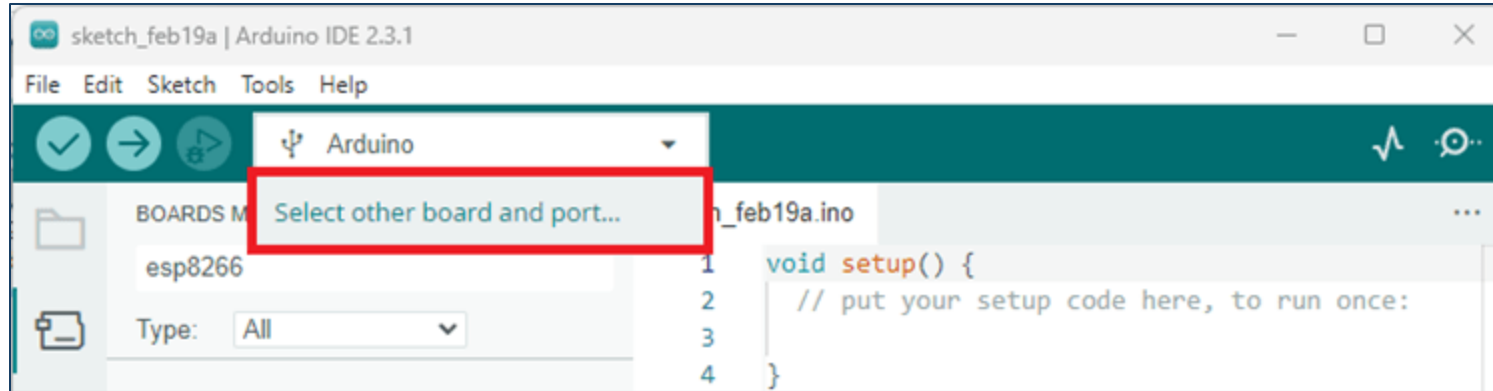 sketch_feb19a | Arduino IDE 2.3.1
File Edit Sketch Tools Help
Arduino
Select other board and port...
BOARDS M
h_feb19a.ino
...
esp8266
Type: All
1 void setup() {
2 // put your setup code here, to run once:
3
4 }